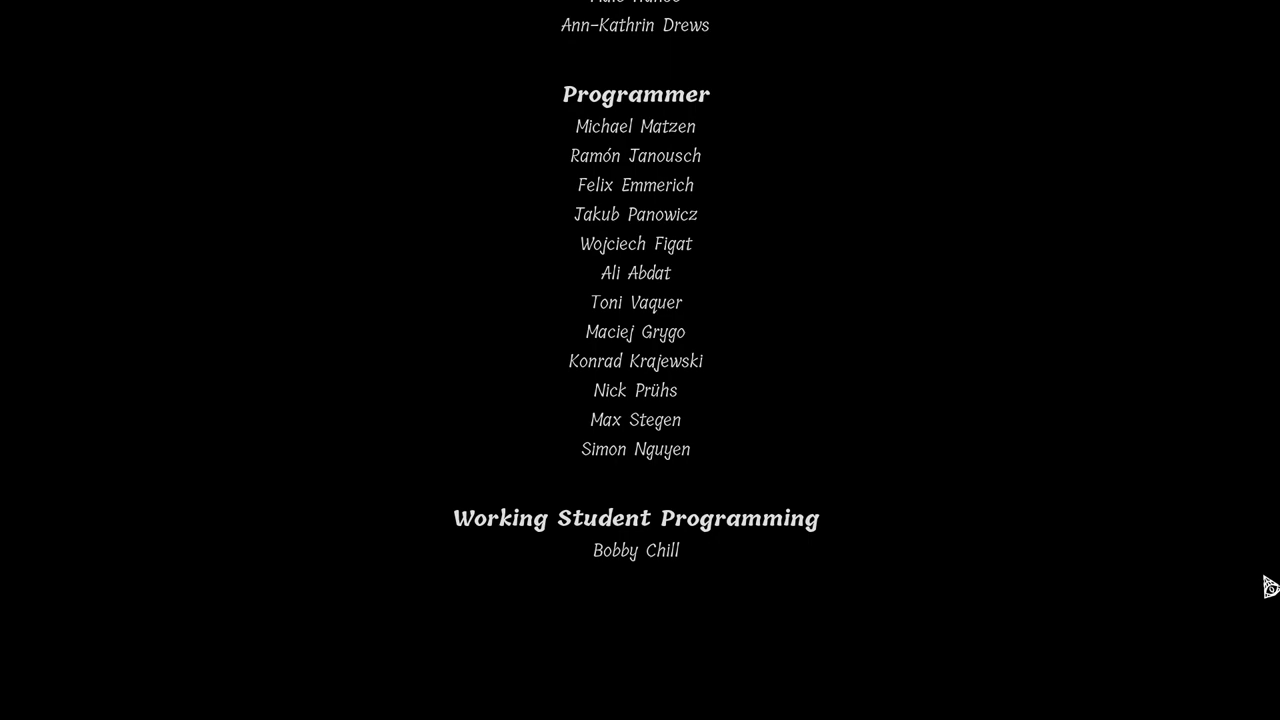 Ann-Kathrin Drews
Programmer
Michael Matzen
Ramón Janousch
Felix Emmerich
Jakub Panowicz
Wojciech Figat
Ali Abdat
Toni Vaquer
Maciej Grygo
Konrad Krajewski
Nick Prühs
Max Stegen
Simon Nguyen
Working Student Programming
Bobby Chill